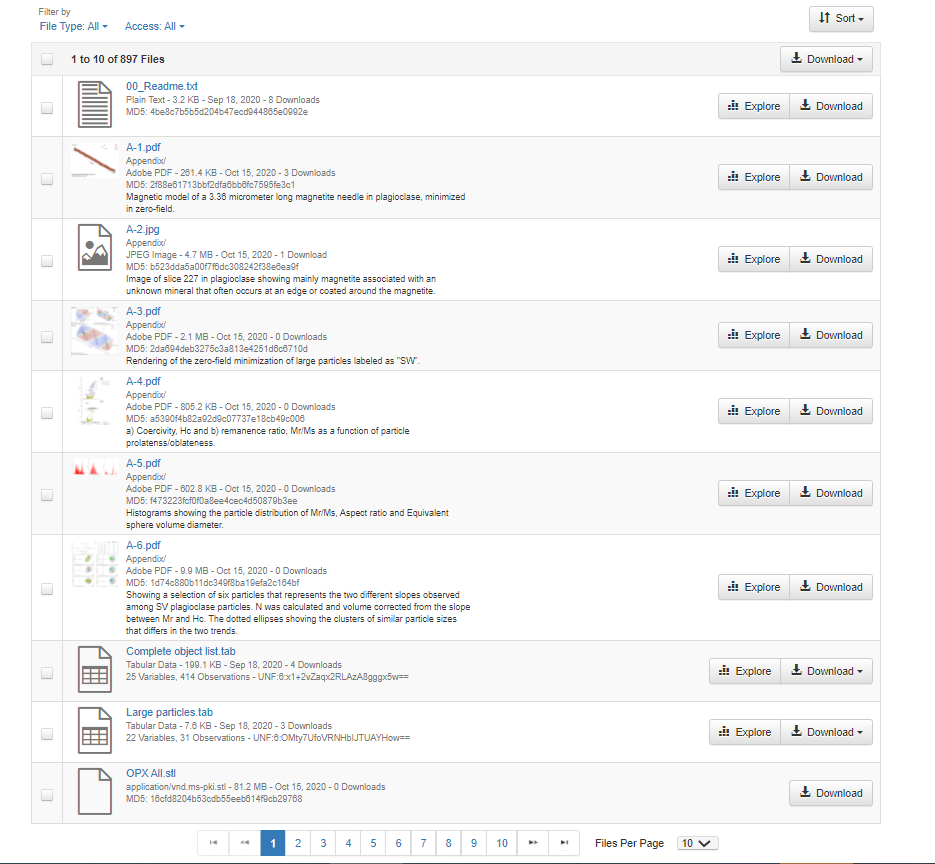 Filter by
File Type: All Access: All
Sort
1 to 10 of 897 Files Download
00_Readme.txt
Plain Text - 3.2 KB - Sep 18, 2020 - 8 Downloads
MD5: 4be8c7b5b5d204b47ecd944865e0992e
Explore Download
A-1.pdf
Appendix/
Adobe PDF - 261.4 KB - Oct 15, 2020 - 3 Downloads
MD5: 2f88e61713bbf2dfa6bb6fc7595fe3c1
Magnetic model of a 3.36 micrometer long magnetite needle in plagioclase, minimized
in zero-field.
Explore Download
A-2.jpg
Appendix/
JPEG Image - 4.7 MB - Oct 15, 2020 - 1 Download
MD5: b523dda5a00f7f6dc308242f38e6ea9f
Image of slice 227 in plagioclase showing mainly magnetite associated with an
unknown mineral that often occurs at an edge or coated around the magnetite.
Explore Download
A-3.pdf
Appendix/
Adobe PDF - 2.1 MB - Oct 15, 2020 - 0 Downloads
MD5: 2da694deb3275c3a813e4251d6c6710d
Rendering of the zero-field minimization of large particles labeled as "SW".
Explore Download
A-4.pdf
Appendix/
Adobe PDF - 805.2 KB - Oct 15, 2020 - 0 Downloads
MD5: a5390f4b82a92d9c07737e18cb49c006
a) Coercivity, Hc and b) remanence ratio, Mr/Ms as a function of particle
prolatenss/oblateness.
Explore Download
A-5.pdf
Appendix/
Adobe PDF - 602.8 KB - Oct 15, 2020 - 0 Downloads
MD5: f473223fcf0f0a8ee4cec4d50879b3ee
Histograms showing the particle distribution of Mr/Ms, Aspect ratio and Equivalent
sphere volume diameter.
Explore Download
A-6.pdf
Appendix/
Adobe PDF - 9.9 MB - Oct 15, 2020 - 0 Downloads
MD5: 1d74c880b11dc349f8ba19efa2c164bf
Showing a selection of six particles that represents the two different slopes observed
among SV plagioclase particles. N was calculated and volume corrected from the slope
between Mr and Hc. The dotted ellipses shoving the clusters of similar particle sizes
that differs in the two trends.
Explore Download
Complete object list.tab
Tabular Data - 199.1 KB - Sep 18, 2020 - 4 Downloads
25 Variables, 414 Observations - UNF:6:x1+2vZaqx2RLAzA8gggx5w==
Explore Download
Large particles.tab
Tabular Data - 7.6 KB - Sep 18, 2020 - 3 Downloads
22 Variables, 31 Observations - UNF:6:OMty7UfoVRNHbIJTUAYHow==
Explore Download
OPX All.stl
application/vnd.ms-pki.stl - 81.2 MB - Oct 15, 2020 - 0 Downloads
MD5: 16cfd8204b53cdb55eeb614f9cb29768
Download
1 2 3 4 5 6 7 8 9 10 Files Per Page 10